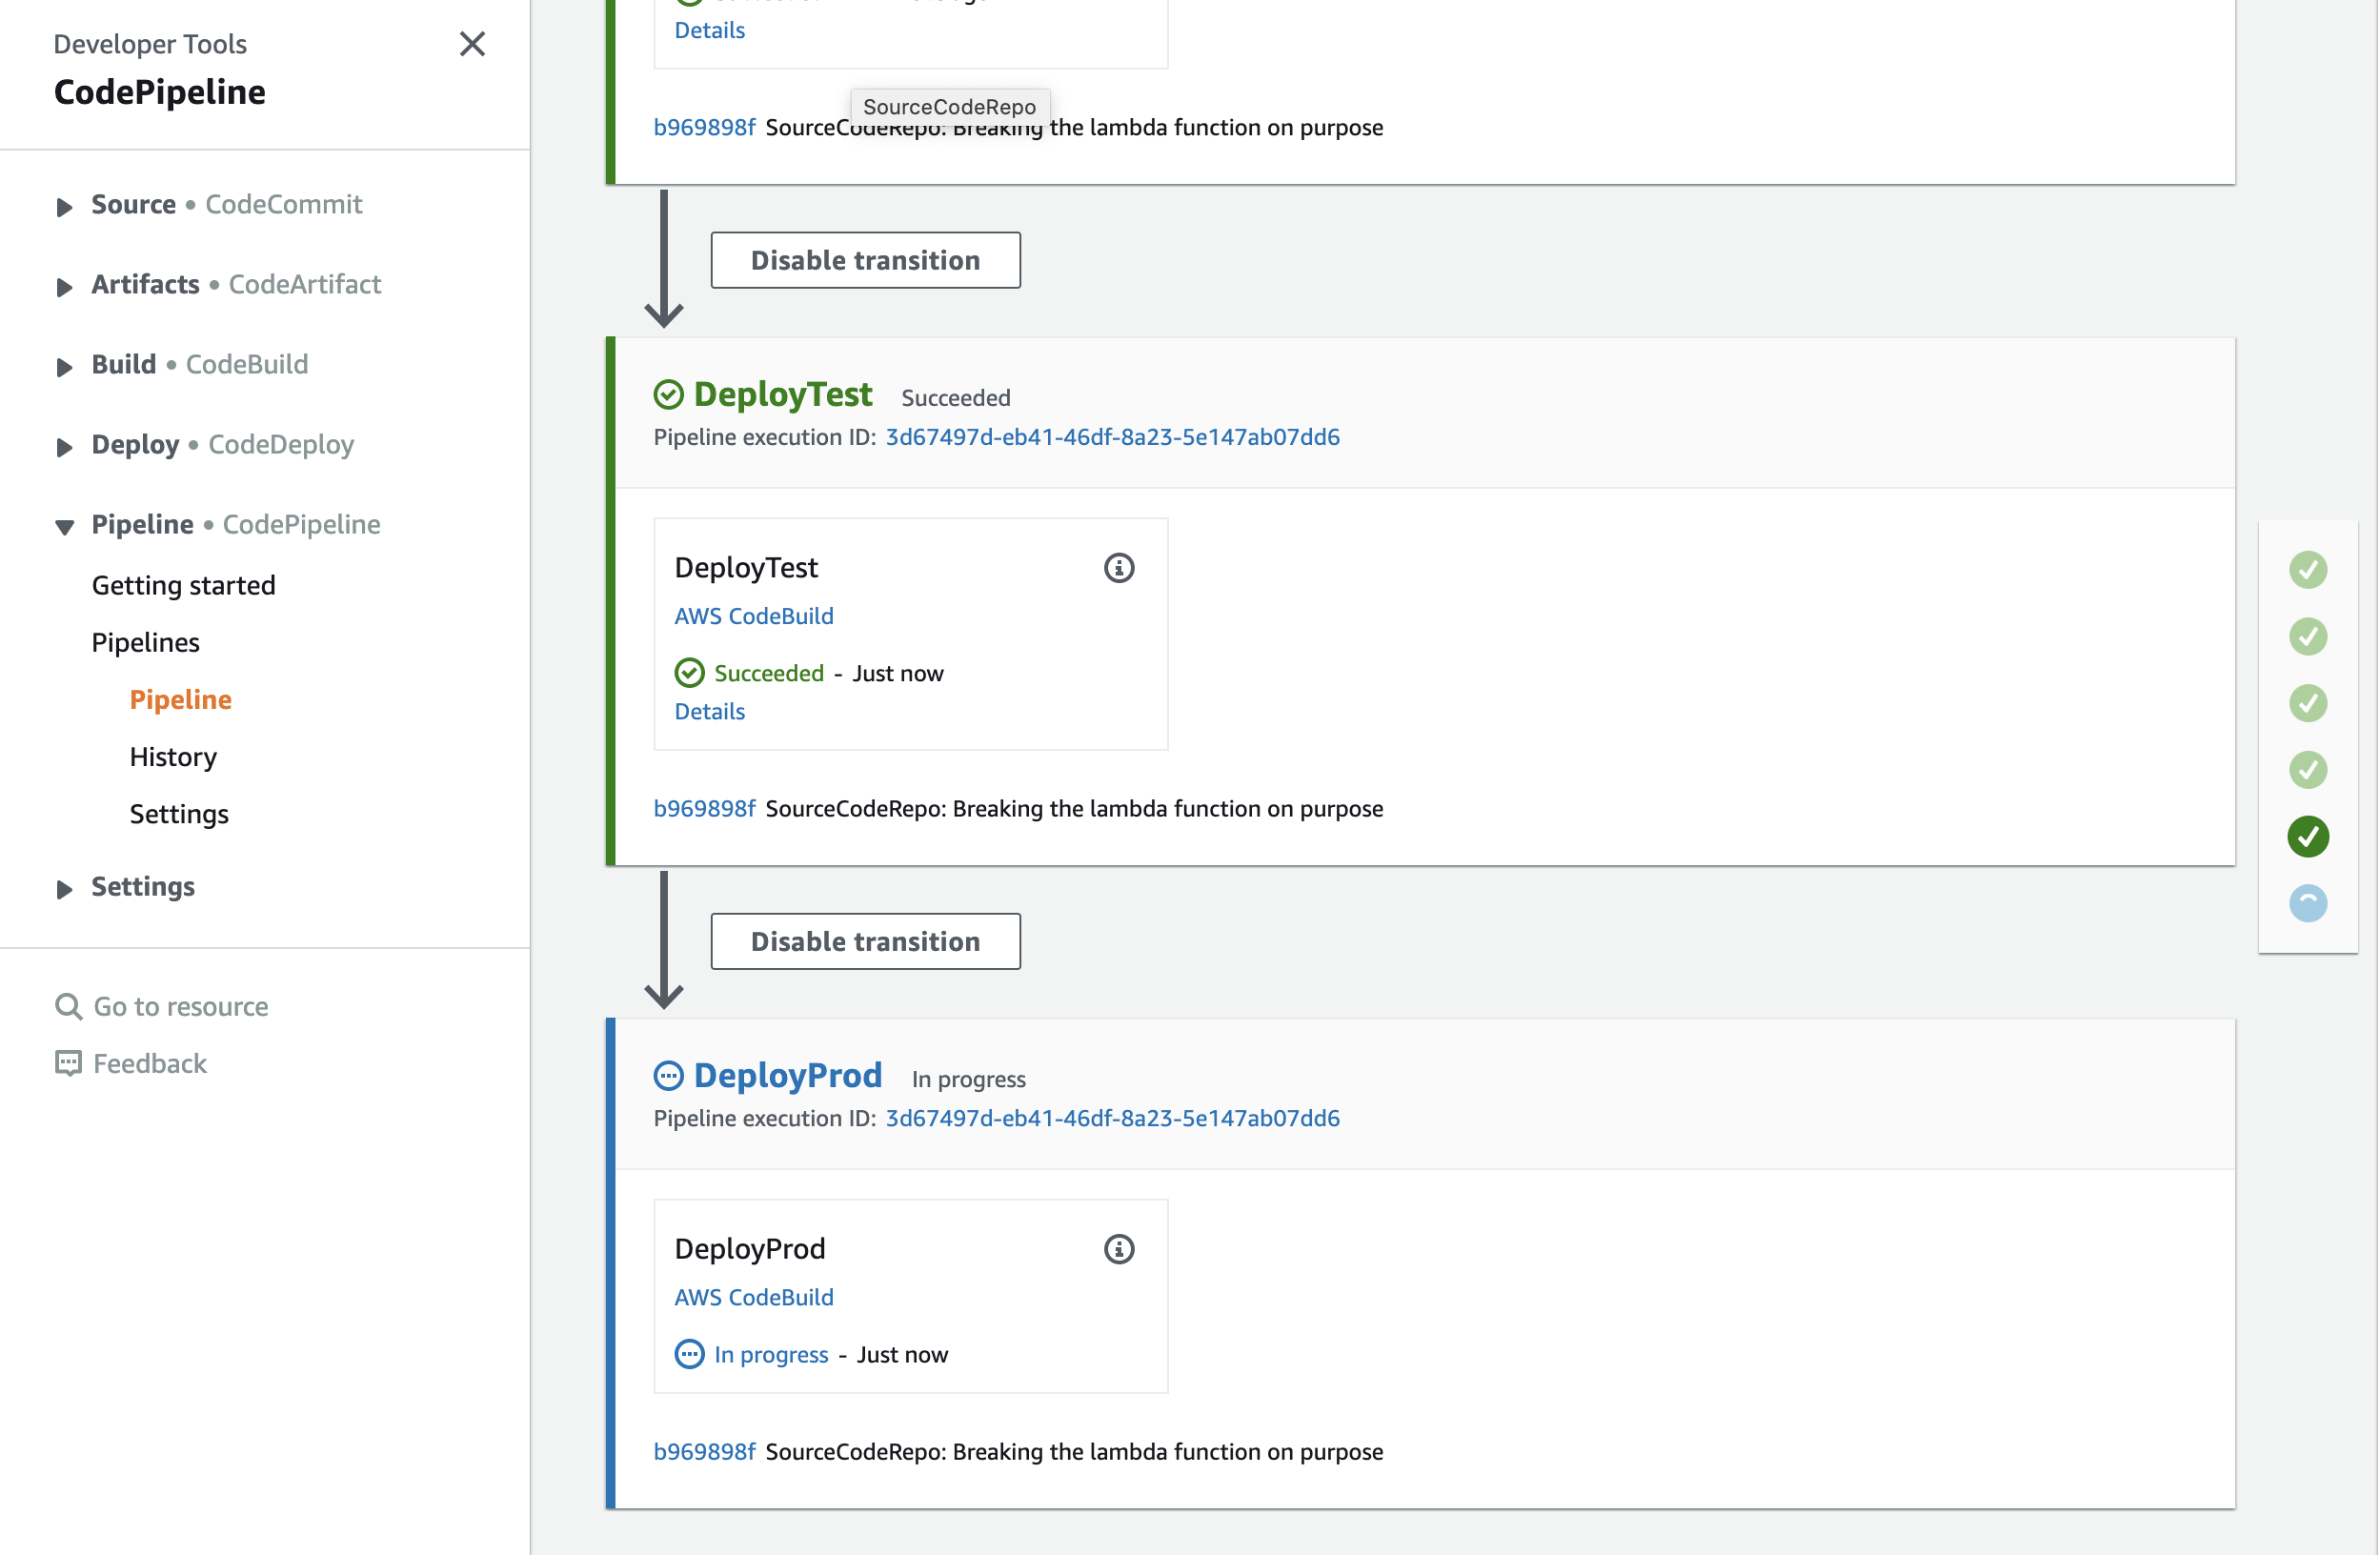 Developer Tools
CodePipeline
Source • CodeCommit
Artifacts • CodeArtifact
Build • CodeBuild
Deploy • CodeDeploy
Pipeline • CodePipeline
Getting started
Pipelines
Pipeline
History
Settings
Settings
Go to resource
Feedback
Details
SourceCodeRepo
b969898f SourceCodeRepo: Breaking the lambda function on purpose
Disable transition
DeployTest Succeeded
Pipeline execution ID: 3d67497d-eb41-46df-8a23-5e147ab07dd6
DeployTest
AWS CodeBuild
Succeeded - Just now
Details
b969898f SourceCodeRepo: Breaking the lambda function on purpose
Disable transition
DeployProd In progress
Pipeline execution ID: 3d67497d-eb41-46df-8a23-5e147ab07dd6
DeployProd
AWS CodeBuild
In progress - Just now
b969898f SourceCodeRepo: Breaking the lambda function on purpose